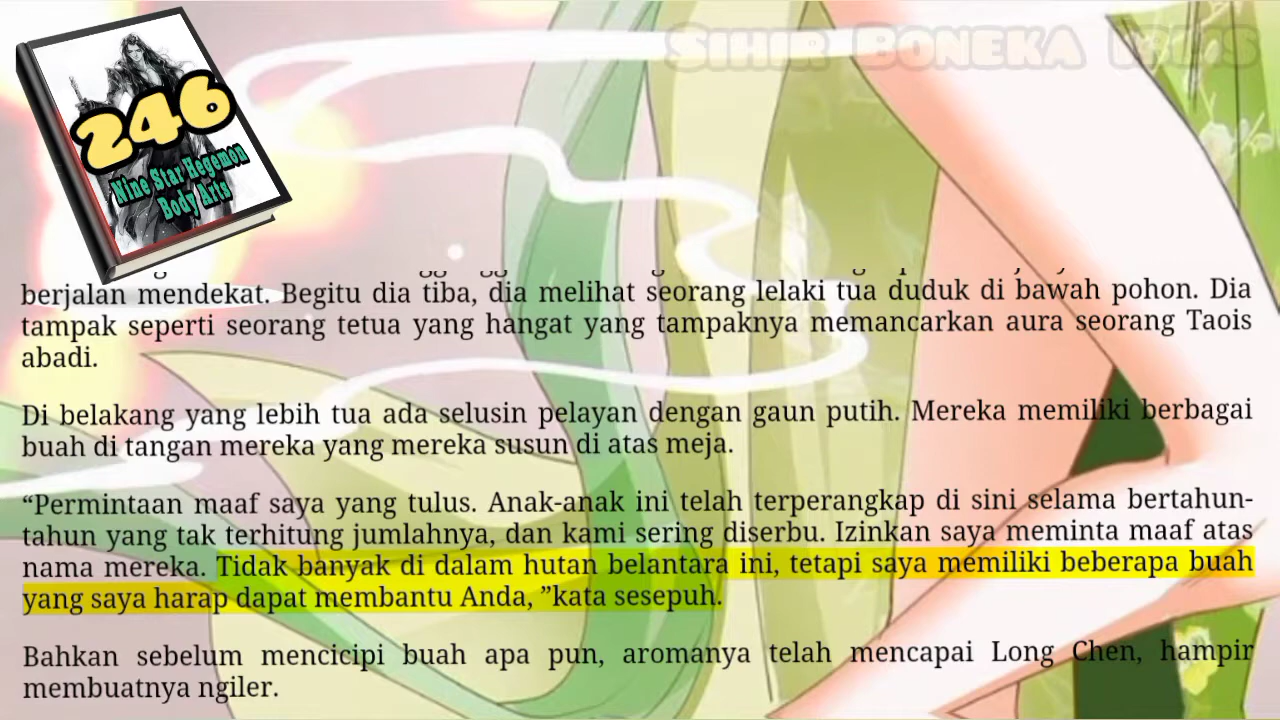 Sihir Boneka
246
Nine Star Hegemon
Body Arts
berjalan mendekat. Begitu dia tiba, dia melihat seorang lelaki tua duduk di bawah pohon. Dia
tampak seperti seorang tetua yang hangat yang tampaknya memancarkan aura seorang Taois
abadi.
Di belakang yang lebih tua ada selusin pelayan dengan gaun putih. Mereka memiliki berbagai
buah di tangan mereka yang mereka susun di atas meja.
“Permintaan maaf saya yang tulus. Anak-anak ini telah terperangkap di sini selama bertahun-
tahun yang tak terhitung jumlahnya, dan kami sering diserbu. Izinkan saya meminta maaf atas
nama mereka. Tidak banyak di dalam hutan belantara ini, tetapi saya memiliki beberapa buah
yang saya harap dapat membantu Anda, ”kata sesepuh.
Bahkan sebelum mencicipi buah apa pun, aromanya telah mencapai Long Chen, hampir
membuatnya ngiler.